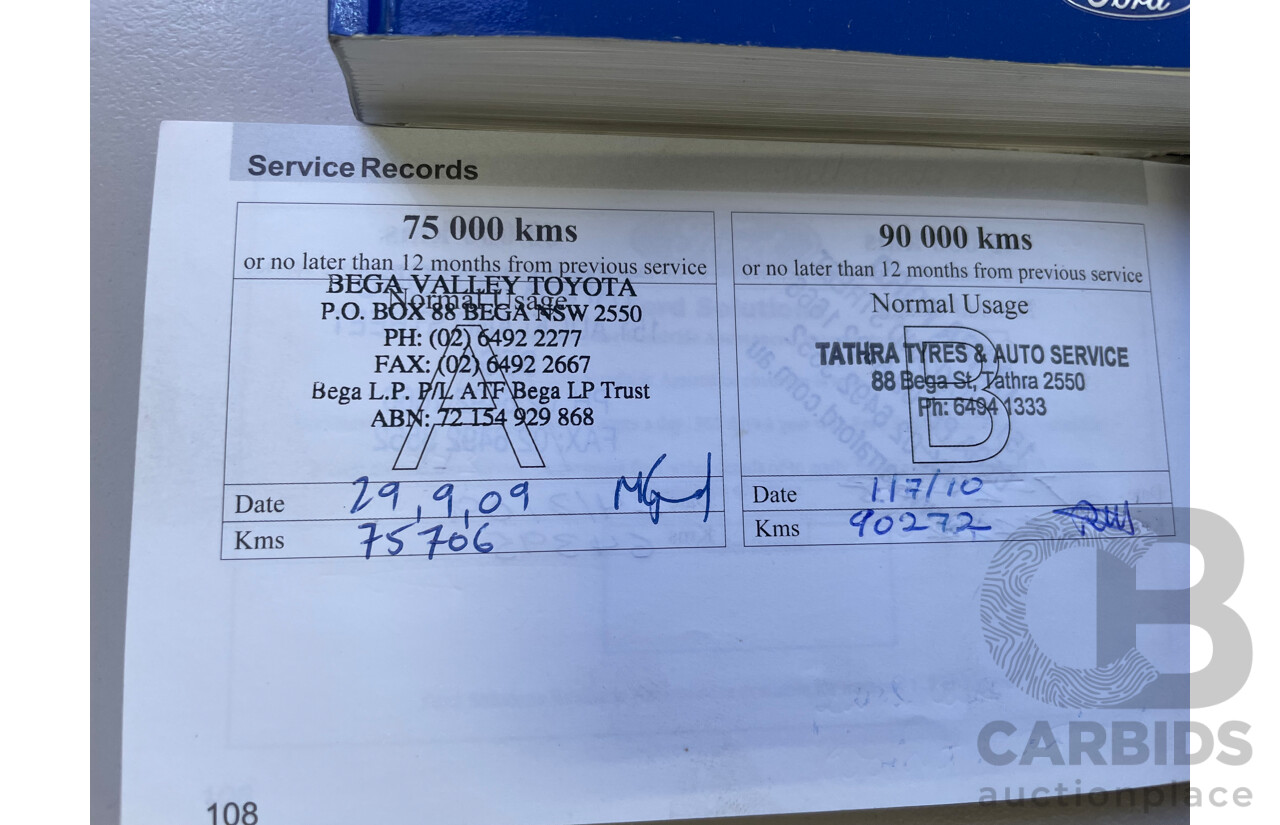 Ford
Service Records
75 000 kms
or no later than 12 months from previous service
Normal Usage
BEGA VALLEY TOYOTA
P.O. BOX 88 BEGA NSW 2550
PH: (02) 6492 2277
FAX: (02) 6492 2667
Bega L.P. P/L ATF Bega LP Trust
ABN: 72 154 929 868
A
Date 29,9,09
Kms 75706
90 000 kms
or no later than 12 months from previous service
Normal Usage
TATHRA TYRES & AUTO SERVICE
88 Bega St, Tathra 2550
Ph: 6494 1333
B
Date 1/7/10
Kms 90272
108
CB
CARBIDS
auctionplace